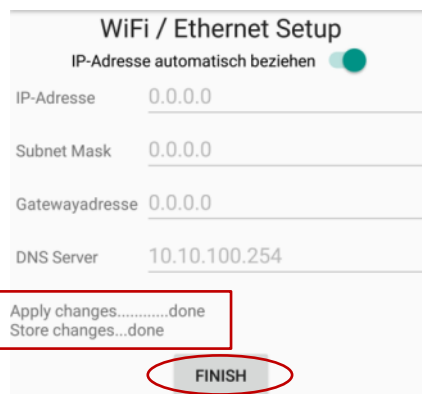 WiFi / Ethernet Setup
IP-Adresse automatisch beziehen
IP-Adresse 0.0.0.0
Subnet Mask 0.0.0.0
Gatewayadresse 0.0.0.0
DNS Server 10.10.100.254
Apply changes............done
Store changes...done
FINISH